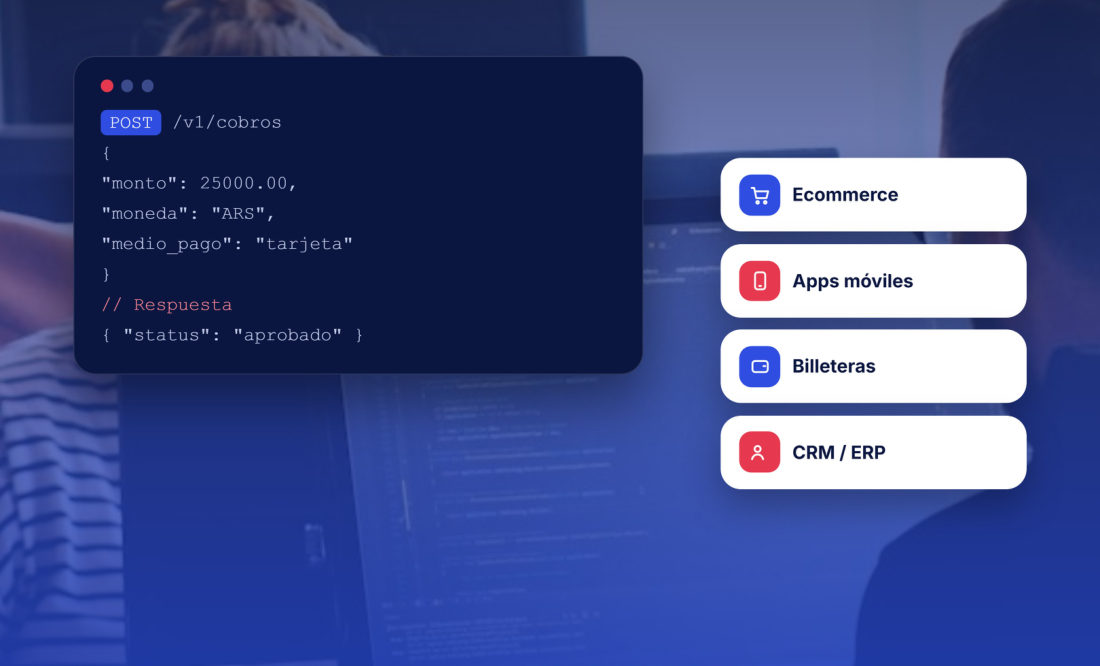 POST /v1/cobros
{
"monto": 25000.00,
"moneda": "ARS",
"medio_pago": "tarjeta"
}
// Respuesta
{ "status": "aprobado" }
Ecommerce
Apps móviles
Billeteras
CRM / ERP